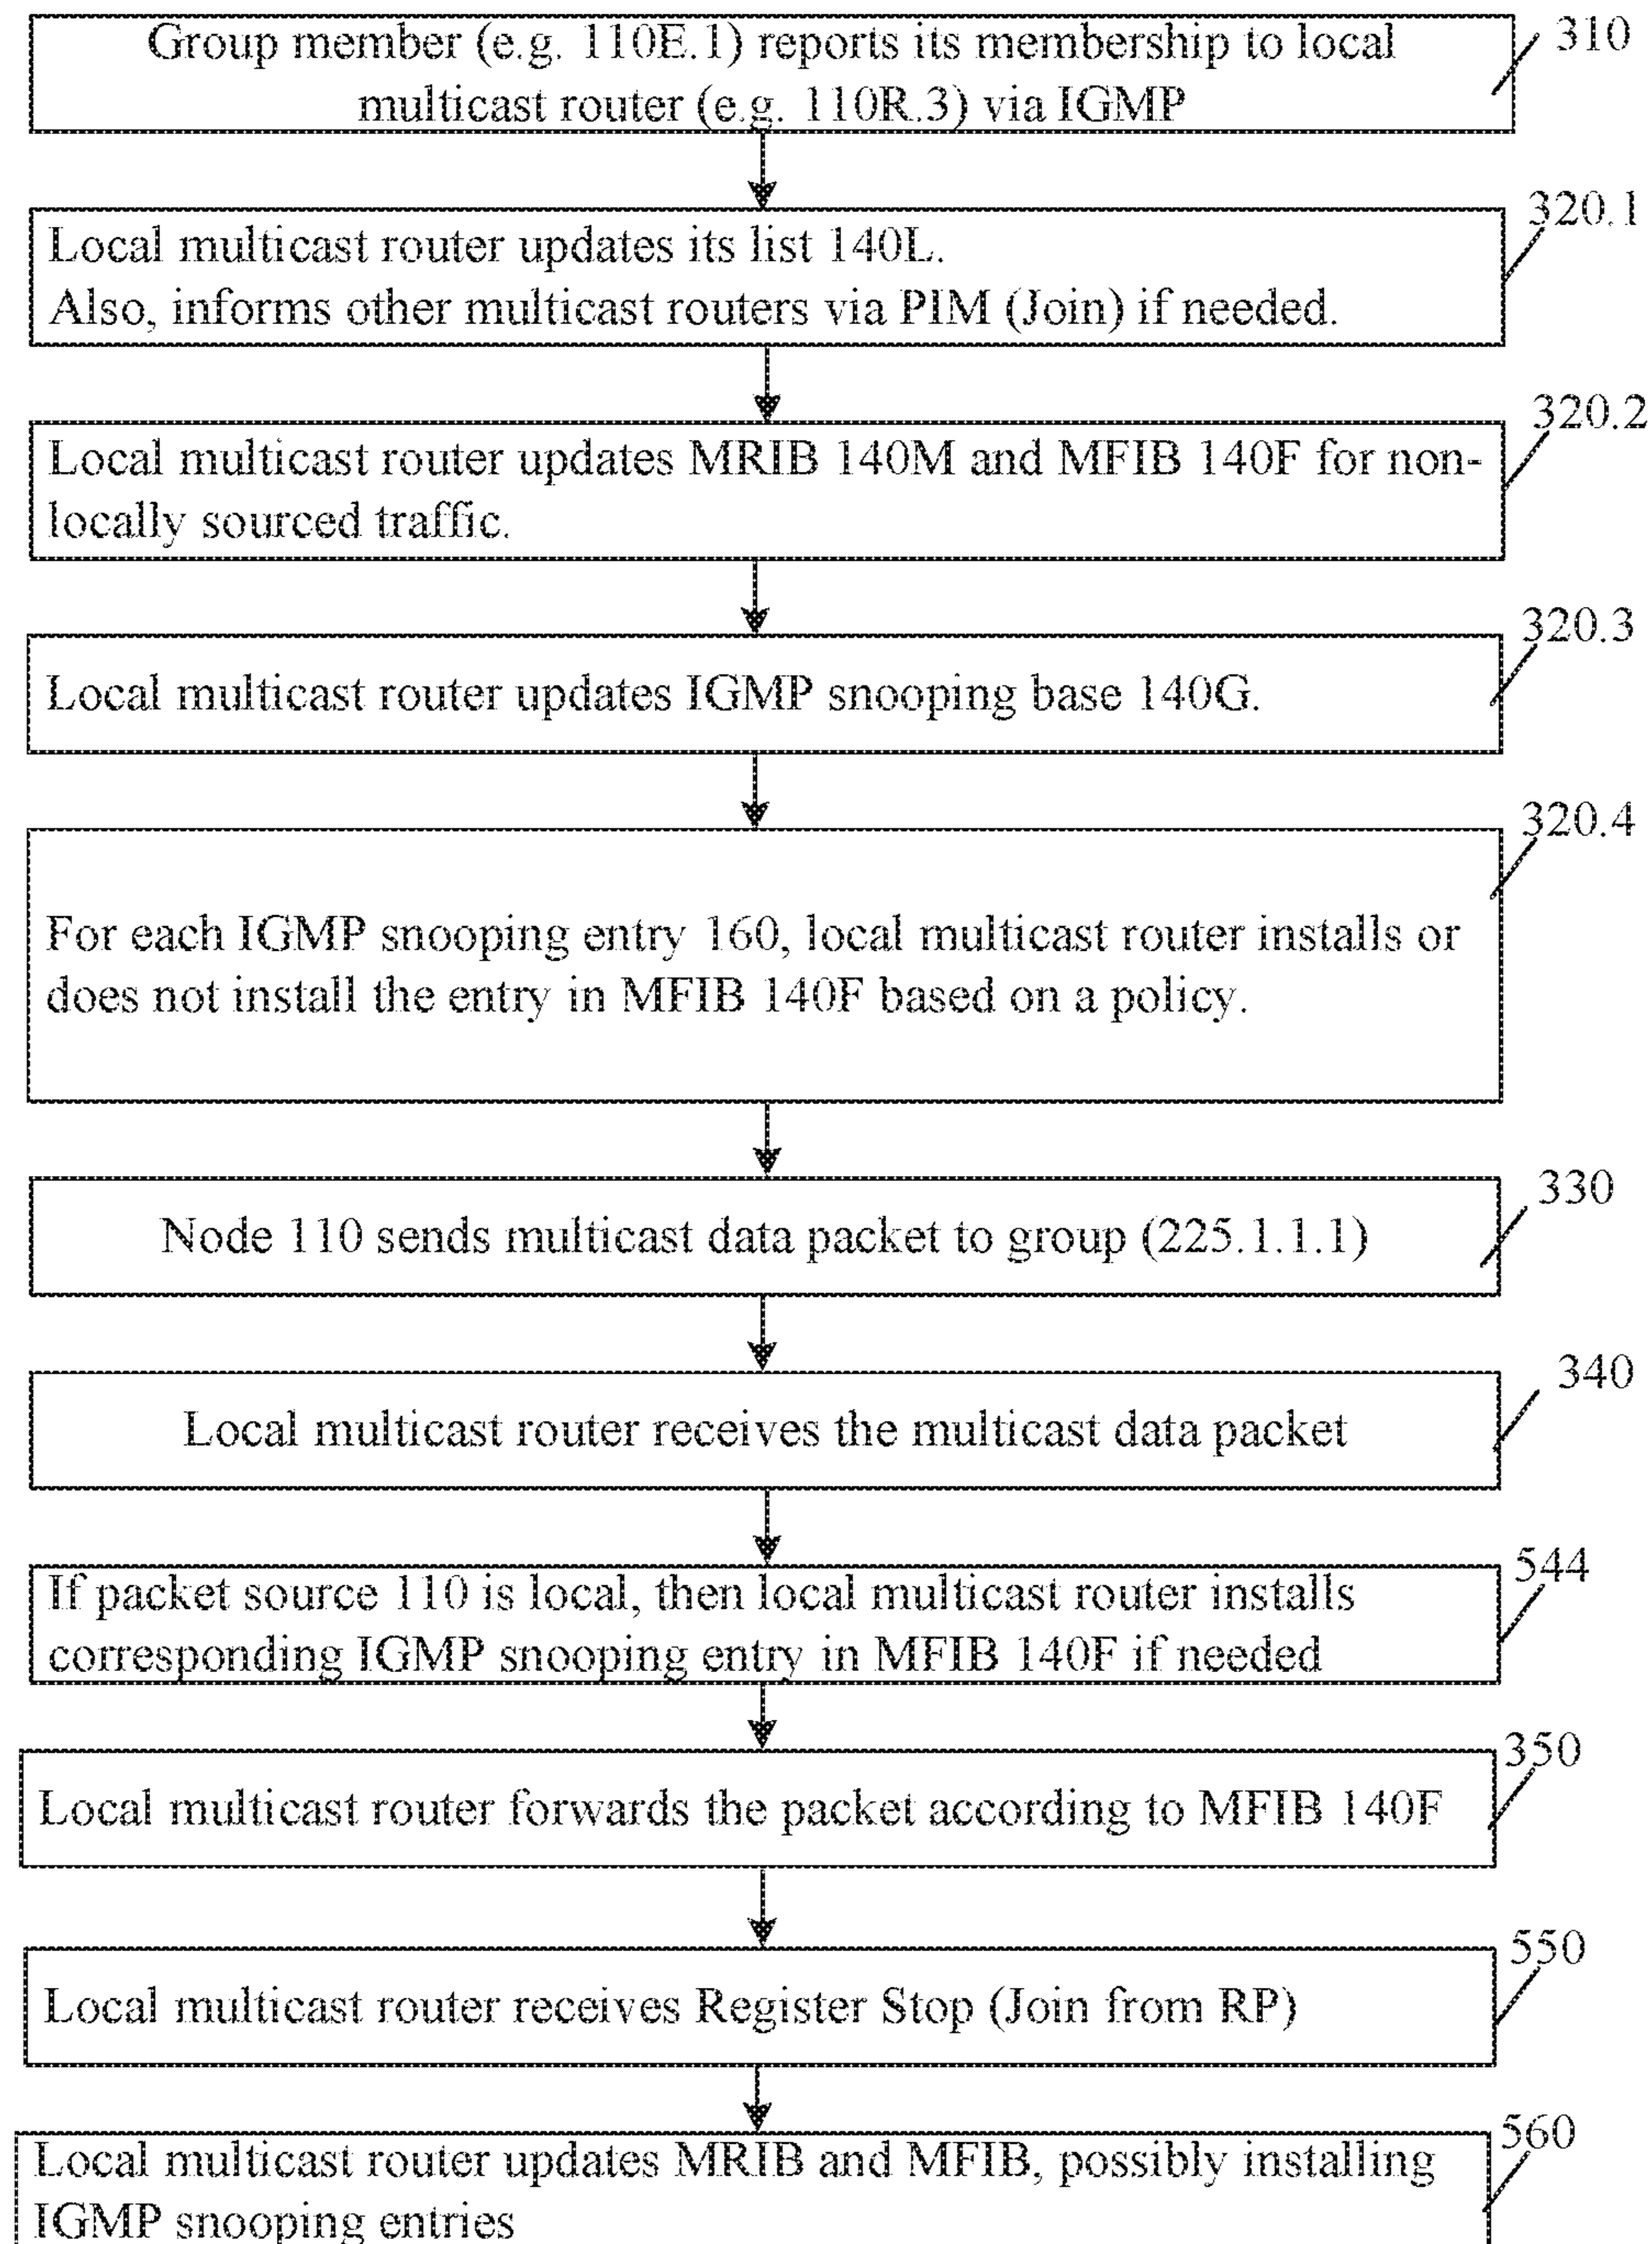 Group member (e.g. 110E.1) reports its membership to local
multicast router (e.g. 110R.3) via IGMP
310
320.1
Local multicast router updates its list 140L.
Also, informs other multicast routers via PIM (Join) if needed.
320.2
Local multicast router updates MRIB 140M and MFIB 140F for non-
locally sourced traffic.
320.3
Local multicast router updates IGMP snooping base 140G.
320.4
For each IGMP snooping entry 160, local multicast router installs or
does not install the entry in MFIB 140F based on a policy.
330
Node 110 sends multicast data packet to group (225.1.1.1)
340
Local multicast router receives the multicast data packet
544
If packet source 110 is local, then local multicast router installs
corresponding IGMP snooping entry in MFIB 140F if needed
350
Local multicast router forwards the packet according to MFIB 140F
550
Local multicast router receives Register Stop (Join from RP)
560
Local multicast router updates MRIB and MFIB, possibly installing
IGMP snooping entries